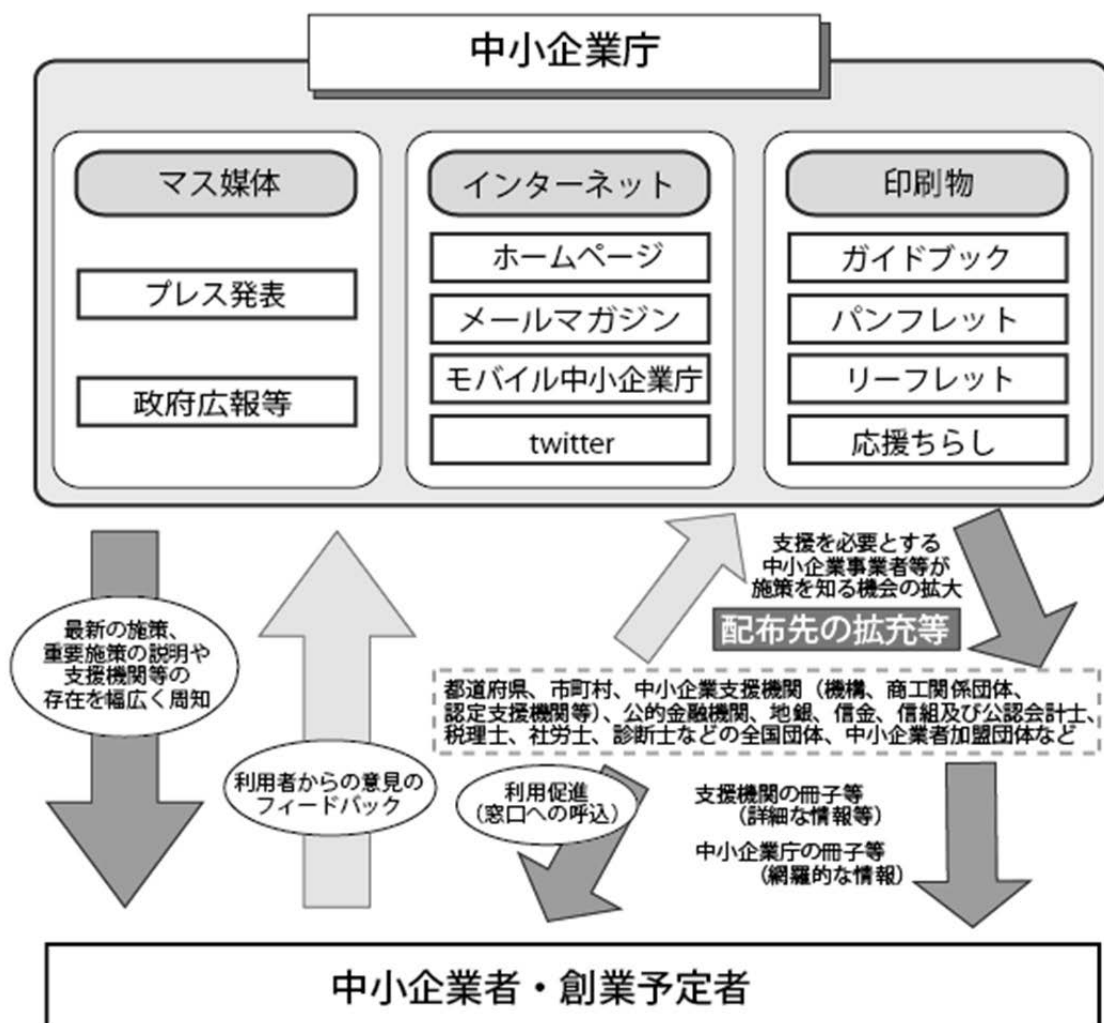 中小企業庁
マス媒体
プレス発表
政府広報等
インターネット
ホームページ
メールマガジン
モバイル中小企業庁
twitter
印刷物
ガイドブック
パンフレット
リーフレット
応援ちらし
最新の施策、
重要施策の説明や
支援機関等の
存在を幅広く周知
利用者からの意見の
フィードバック
支援を必要とする
中小企業事業者等が
施策を知る機会の拡大
配布先の拡充等
都道府県、市町村、中小企業支援機関（機構、商工関係団体、
認定支援機関等）、公的金融機関、地銀、信金、信組及び公認会計士、
税理士、社労士、診断士などの全国団体、中小企業者加盟団体など
利用促進
（窓口への呼込）
支援機関の冊子等
（詳細な情報等）
中小企業庁の冊子等
（網羅的な情報）
中小企業者・創業予定者